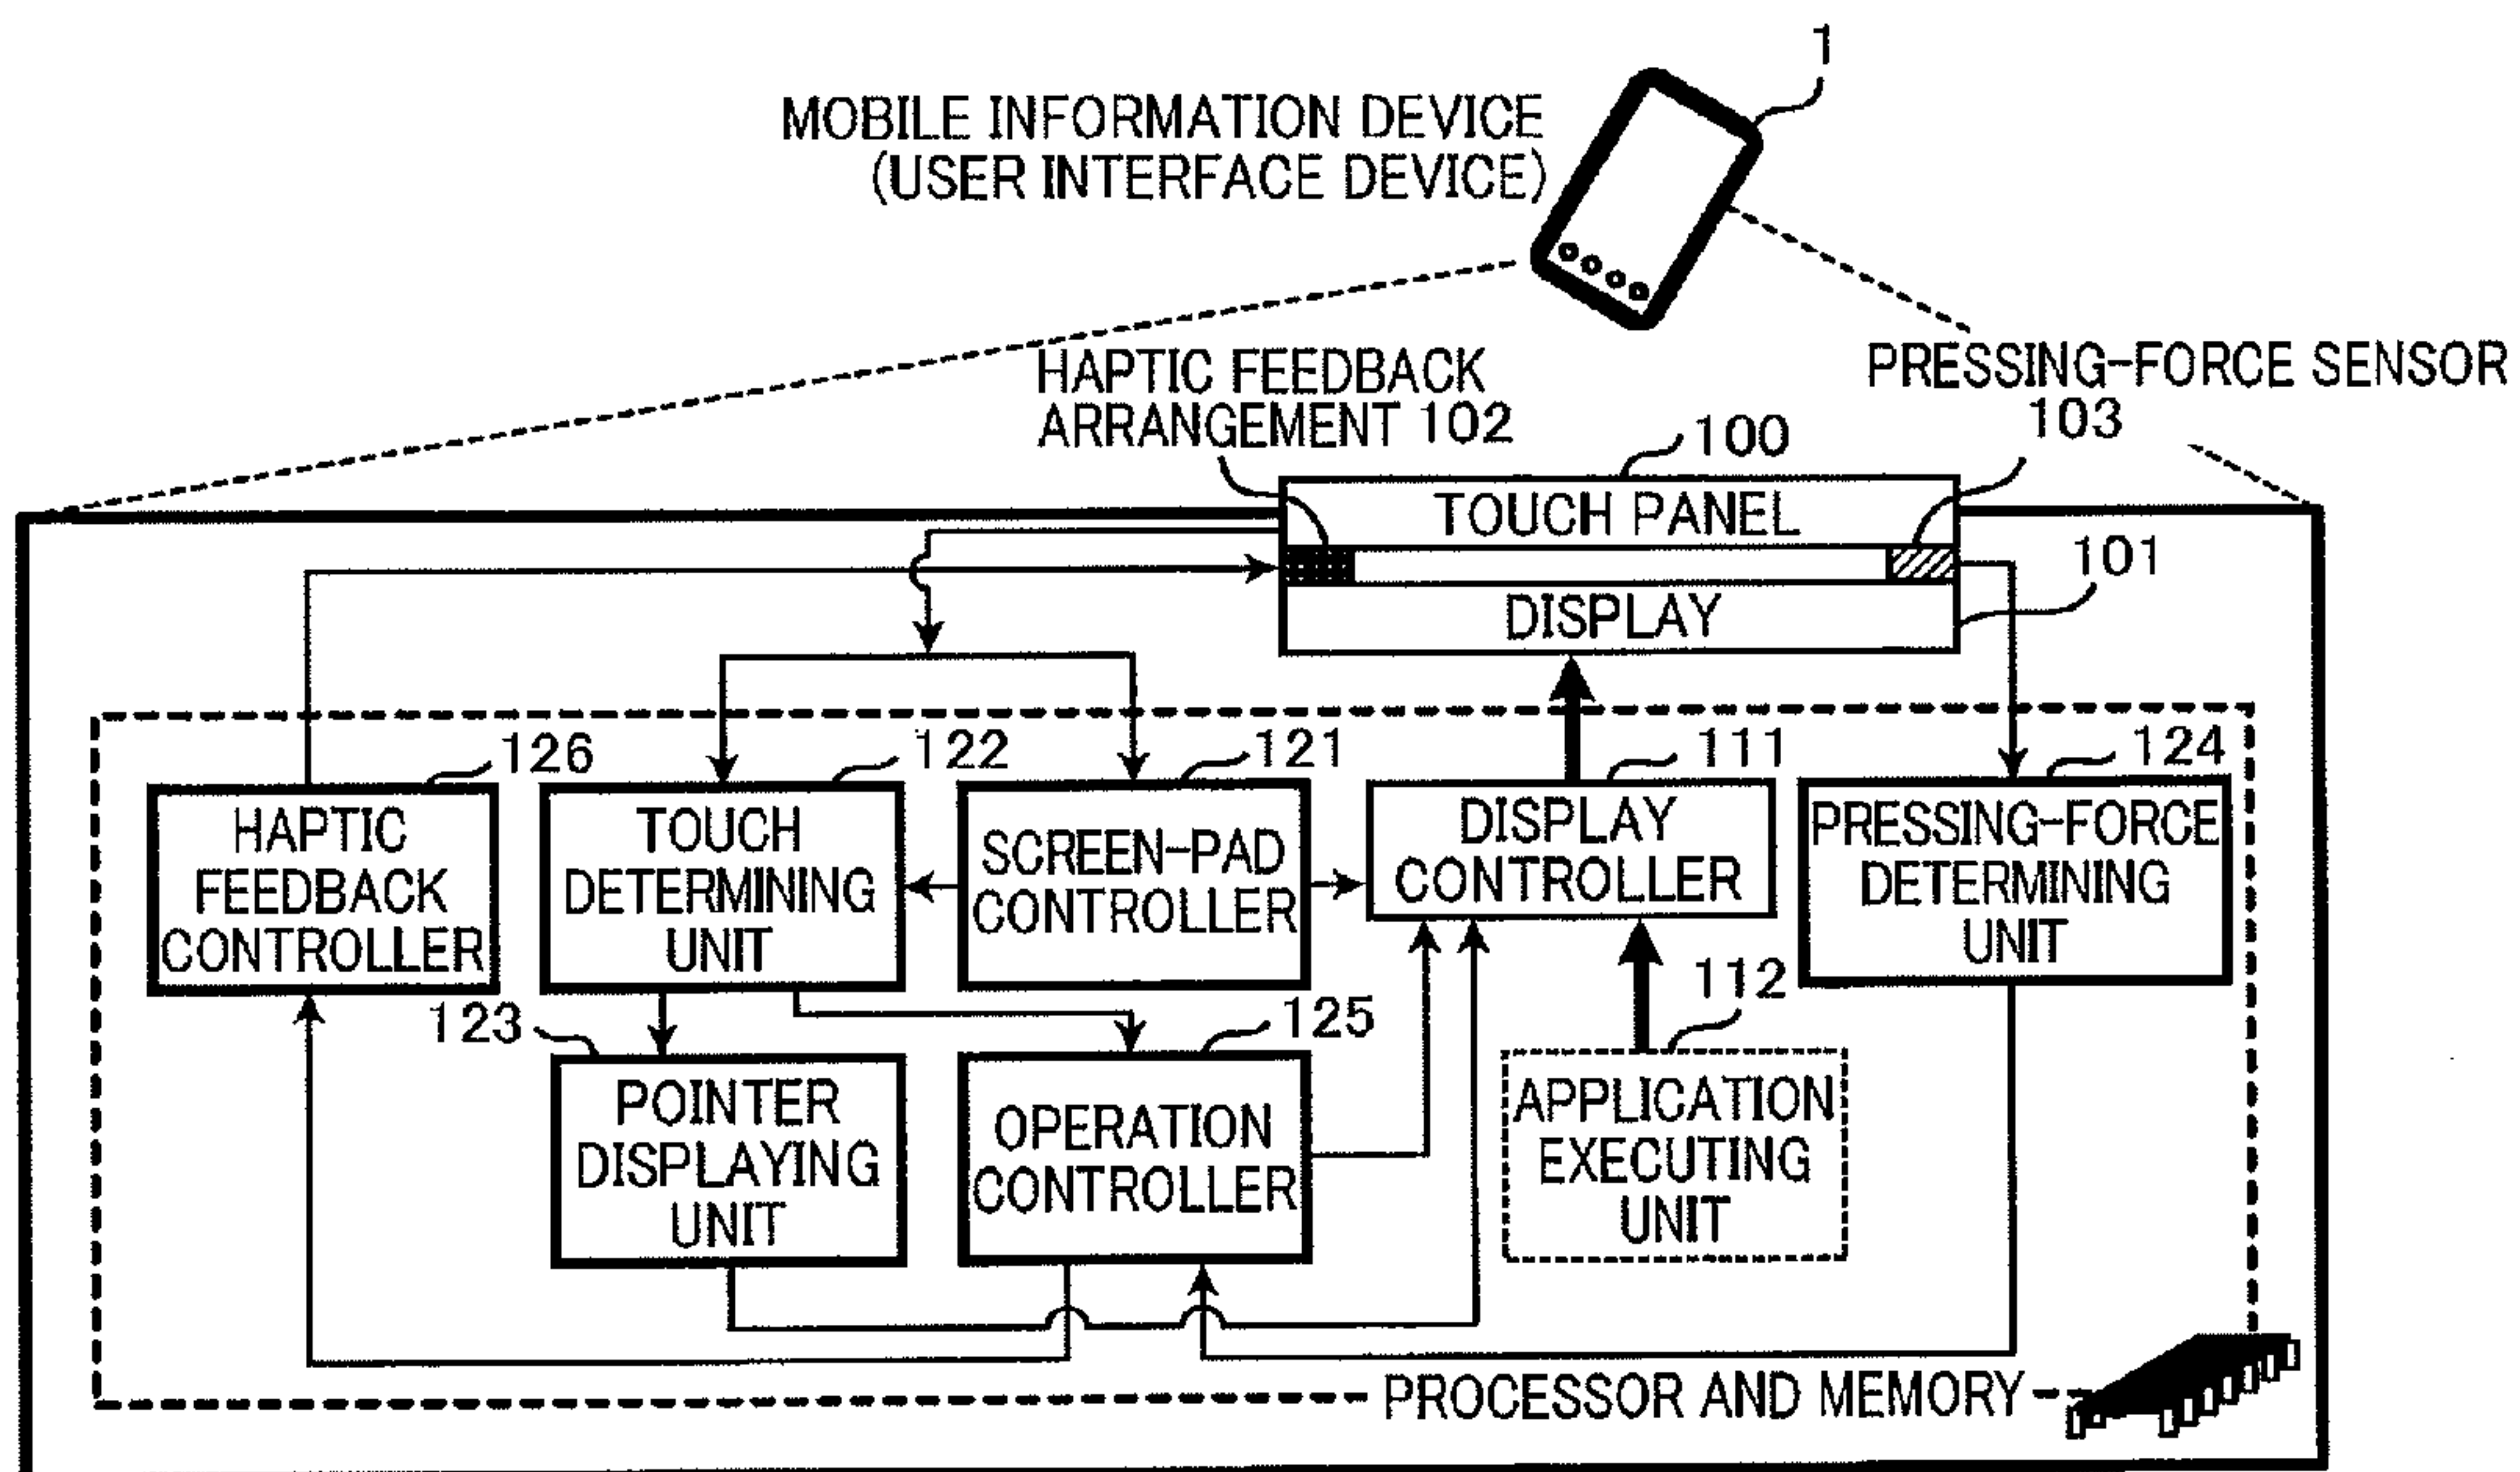 1
MOBILE INFORMATION DEVICE
(USER INTERFACE DEVICE)
HAPTIC FEEDBACK
ARRANGEMENT 102
PRESSING-FORCE SENSOR
103
100
TOUCH PANEL
101
DISPLAY
126
122
121
111
124
HAPTIC
FEEDBACK
CONTROLLER
TOUCH
DETERMINING
UNIT
SCREEN-PAD
CONTROLLER
DISPLAY
CONTROLLER
PRESSING-FORCE
DETERMINING
UNIT
123
125
112
POINTER
DISPLAYING
UNIT
OPERATION
CONTROLLER
APPLICATION
EXECUTING
UNIT
PROCESSOR AND MEMORY